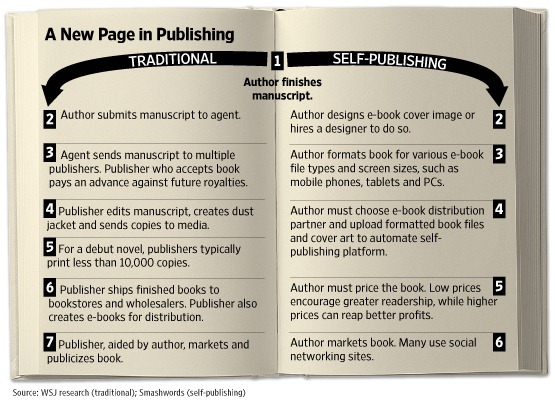 A New Page in Publishing
TRADITIONAL
1
SELF-PUBLISHING
Author finishes
manuscript.
2 Author submits manuscript to agent.
3 Agent sends manuscript to multiple
publishers. Publisher who accepts book
pays an advance against future royalties.
4 Publisher edits manuscript, creates dust
jacket and sends copies to media.
5 For a debut novel, publishers typically
print less than 10,000 copies.
6 Publisher ships finished books to
bookstores and wholesalers. Publisher also
creates e-books for distribution.
7 Publisher, aided by author, markets and
publicizes book.
Author designs e-book cover image or 2
hires a designer to do so.
Author formats book for various e-book 3
file types and screen sizes, such as
mobile phones, tablets and PCs.
Author must choose e-book distribution 4
partner and upload formatted book files
and cover art to automate self-
publishing platform.
Author must price the book. Low prices 5
encourage greater readership, while higher
prices can reap better profits.
Author markets book. Many use social 6
networking sites.
Source: WSJ research (traditional); Smashwords (self-publishing)